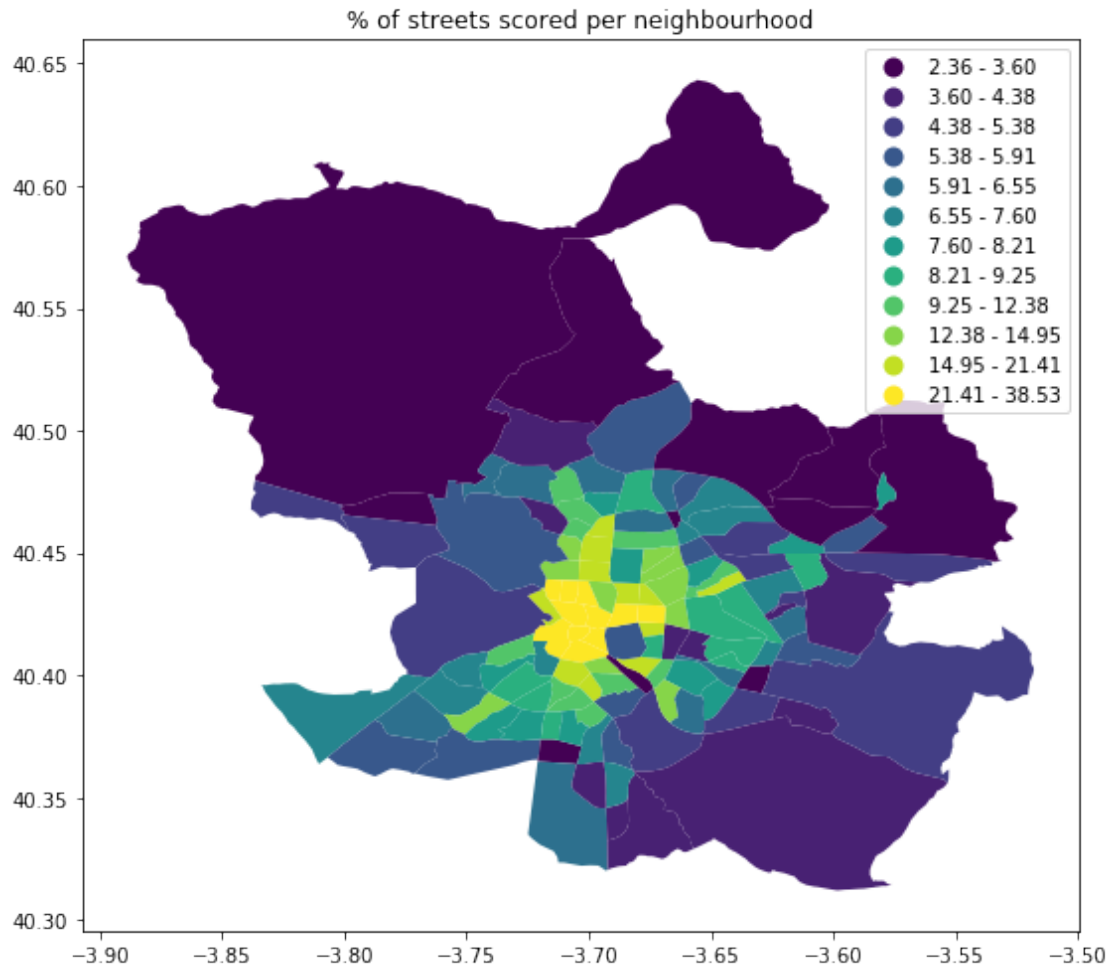 % of streets scored per neighbourhood
40.65
40.60
40.55
40.50
40.45
40.40
40.35
40.30
2.36 - 3.60
3.60 - 4.38
4.38 - 5.38
5.38 - 5.91
5.91 - 6.55
6.55 - 7.60
7.60 - 8.21
8.21 - 9.25
9.25 - 12.38
12.38 - 14.95
14.95 - 21.41
21.41 - 38.53
−3.90 −3.85 −3.80 −3.75 −3.70 −3.65 −3.60 −3.55 −3.50